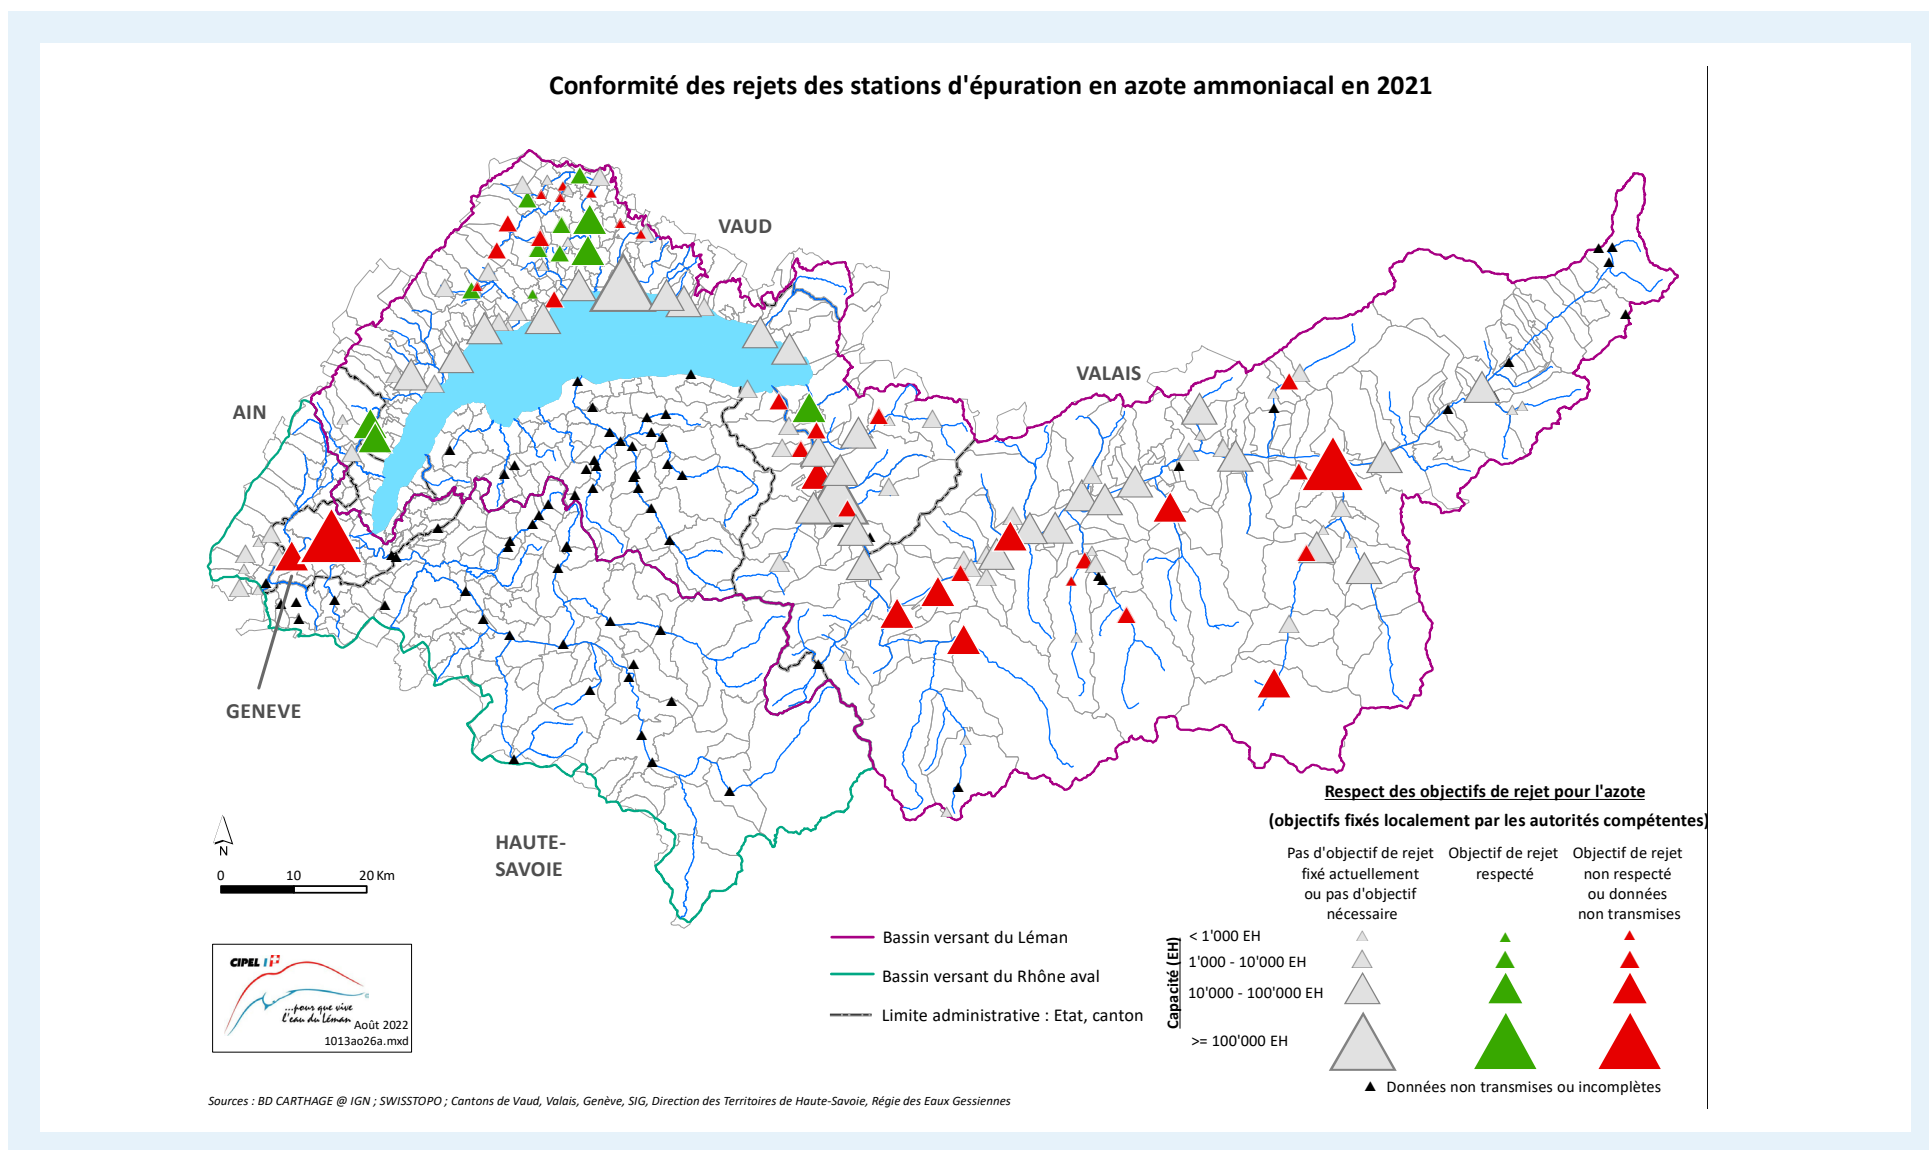 Conformité des rejets des stations d'épuration en azote ammoniacal en 2021
VAUD
VALAIS
AIN
GENEVE
HAUTE-
SAVOIE
N
0 10 20 Km
CIPEL
...pour que vive
l'eau du Léman
Août 2022
1013ao26a.mxd
Bassin versant du Léman
Bassin versant du Rhône aval
Limite administrative : Etat, canton
Respect des objectifs de rejet pour l'azote
(objectifs fixés localement par les autorités compétentes)
Pas d'objectif de rejet
fixé actuellement
ou pas d'objectif
nécessaire
Objectif de rejet
respecté
Objectif de rejet
non respecté
ou données
non transmises
Capacité (EH)
< 1'000 EH
1'000 - 10'000 EH
10'000 - 100'000 EH
>= 100'000 EH
Données non transmises ou incomplètes
Sources : BD CARTHAGE @ IGN ; SWISSTOPO ; Cantons de Vaud, Valais, Genève, SIG, Direction des Territoires de Haute-Savoie, Régie des Eaux Gessiennes